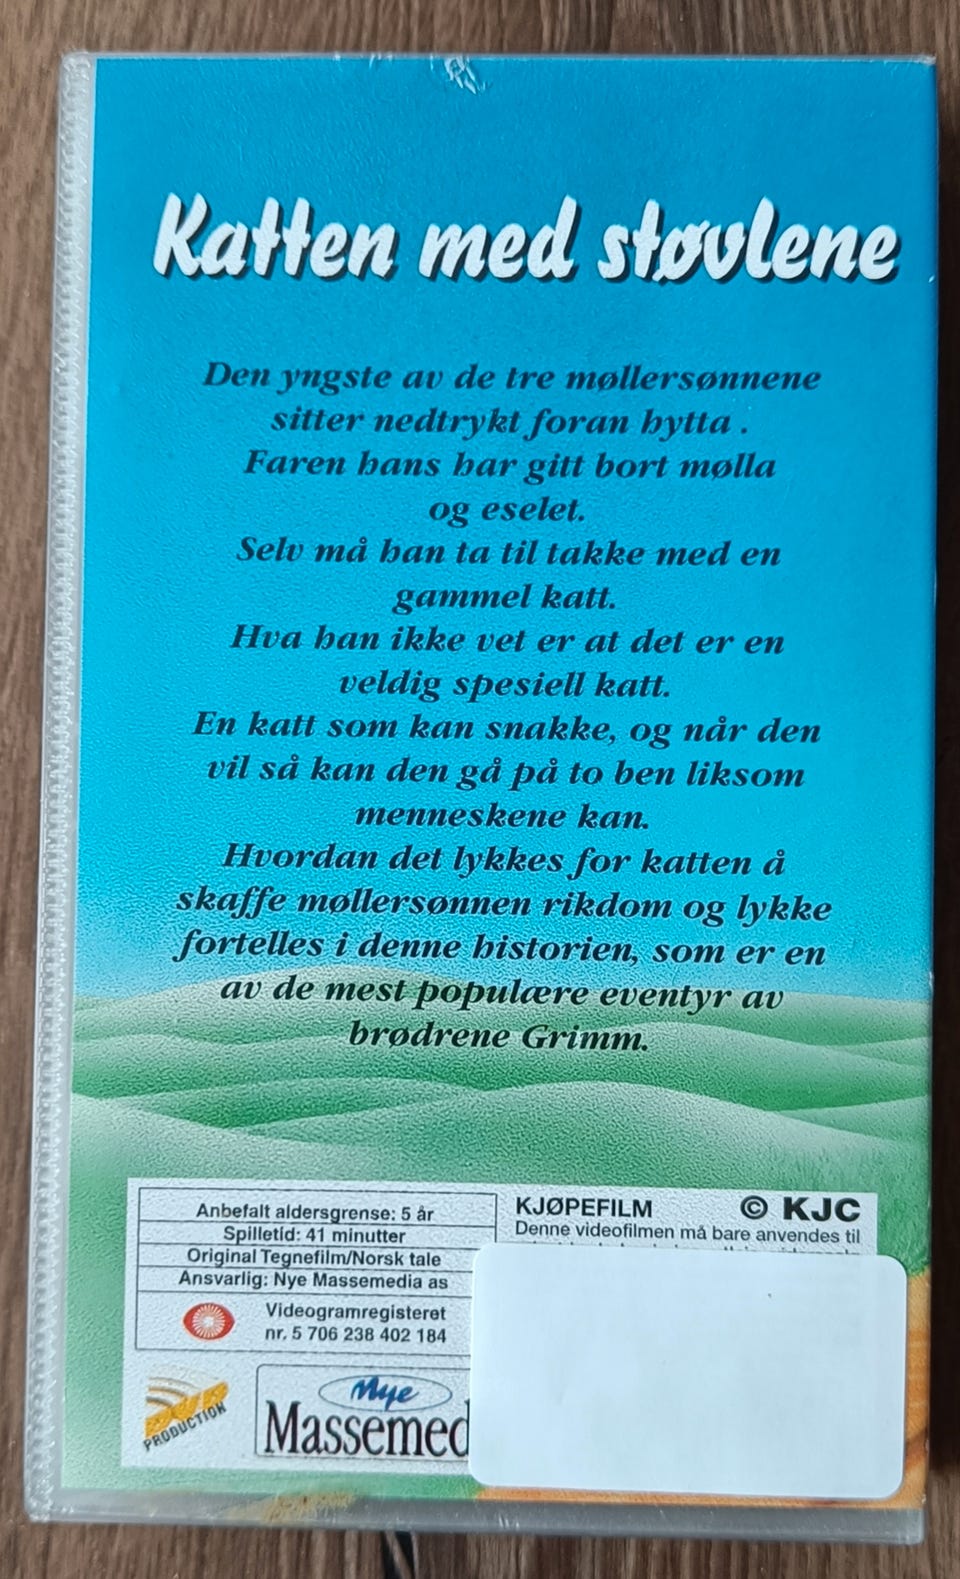 Katten med støvlene
Den yngste av de tre møllersønnene
sitter nedtrykt foran hytta .
Faren hans har gitt bort mølla
og eselet.
Selv må han ta til takke med en
gammel katt.
Hva han ikke vet er at det er en
veldig spesiell katt.
En katt som kan snakke, og når den
vil så kan den gå på to ben liksom
menneskene kan.
Hvordan det lykkes for katten å
skaffe møllersønnen rikdom og lykke
fortelles i denne historien, som er en
av de mest populære eventyr av
brødrene Grimm.
Anbefalt aldersgrense: 5 år
Spilletid: 41 minutter
Original Tegnefilm/Norsk tale
Ansvarlig: Nye Massemedia as
Videogramregisteret
nr. 5 706 238 402 184
KJØPEFILM © KJC
Denne videofilmen må bare anvendes til
PRODUCTION
Nye
Massemed